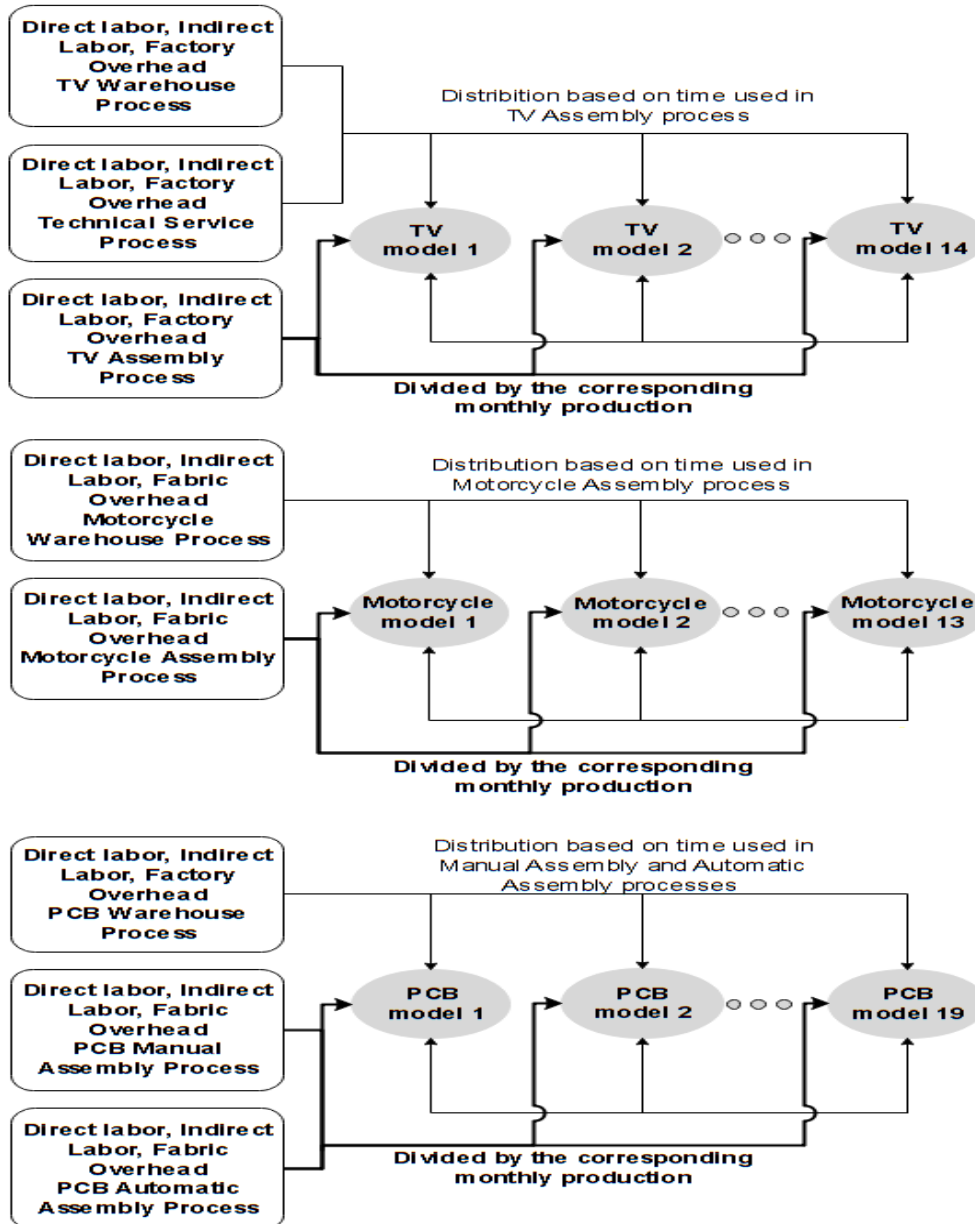 Direct labor, Indirect
Labor, Factory
Overhead
TV Warehouse
Process
Distribition based on time used in
TV Assembly process
Direct labor, Indirect
Labor, Factory
Overhead
Technical Service
Process
TV
model 1
TV
model 2
TV
model 14
Direct labor, Indirect
Labor, Factory
Overhead
TV Assembly
Process
Divided by the corresponding
monthly production
Direct labor, Indirect
Labor, Fabric
Overhead
Motorcycle
Warehouse Process
Distribution based on time used in
Motorcycle Assembly process
Direct labor, Indirect
Labor, Fabric
Overhead
Motorcycle Assembly
Process
Motorcycle
model 1
Motorcycle
model 2
Motorcycle
model 13
Divided by the corresponding
monthly production
Direct labor, Indirect
Labor, Factory
Overhead
PCB Warehouse
Process
Distribution based on time used in
Manual Assembly and Automatic
Assembly processes
Direct labor, Indirect
Labor, Fabric
Overhead
PCB Manual
Assembly Process
PCB
model 1
PCB
model 2
PCB
model 19
Direct labor, Indirect
Labor, Fabric
Overhead
PCB Automatic
Assembly Process
Divided by the corresponding
monthly production